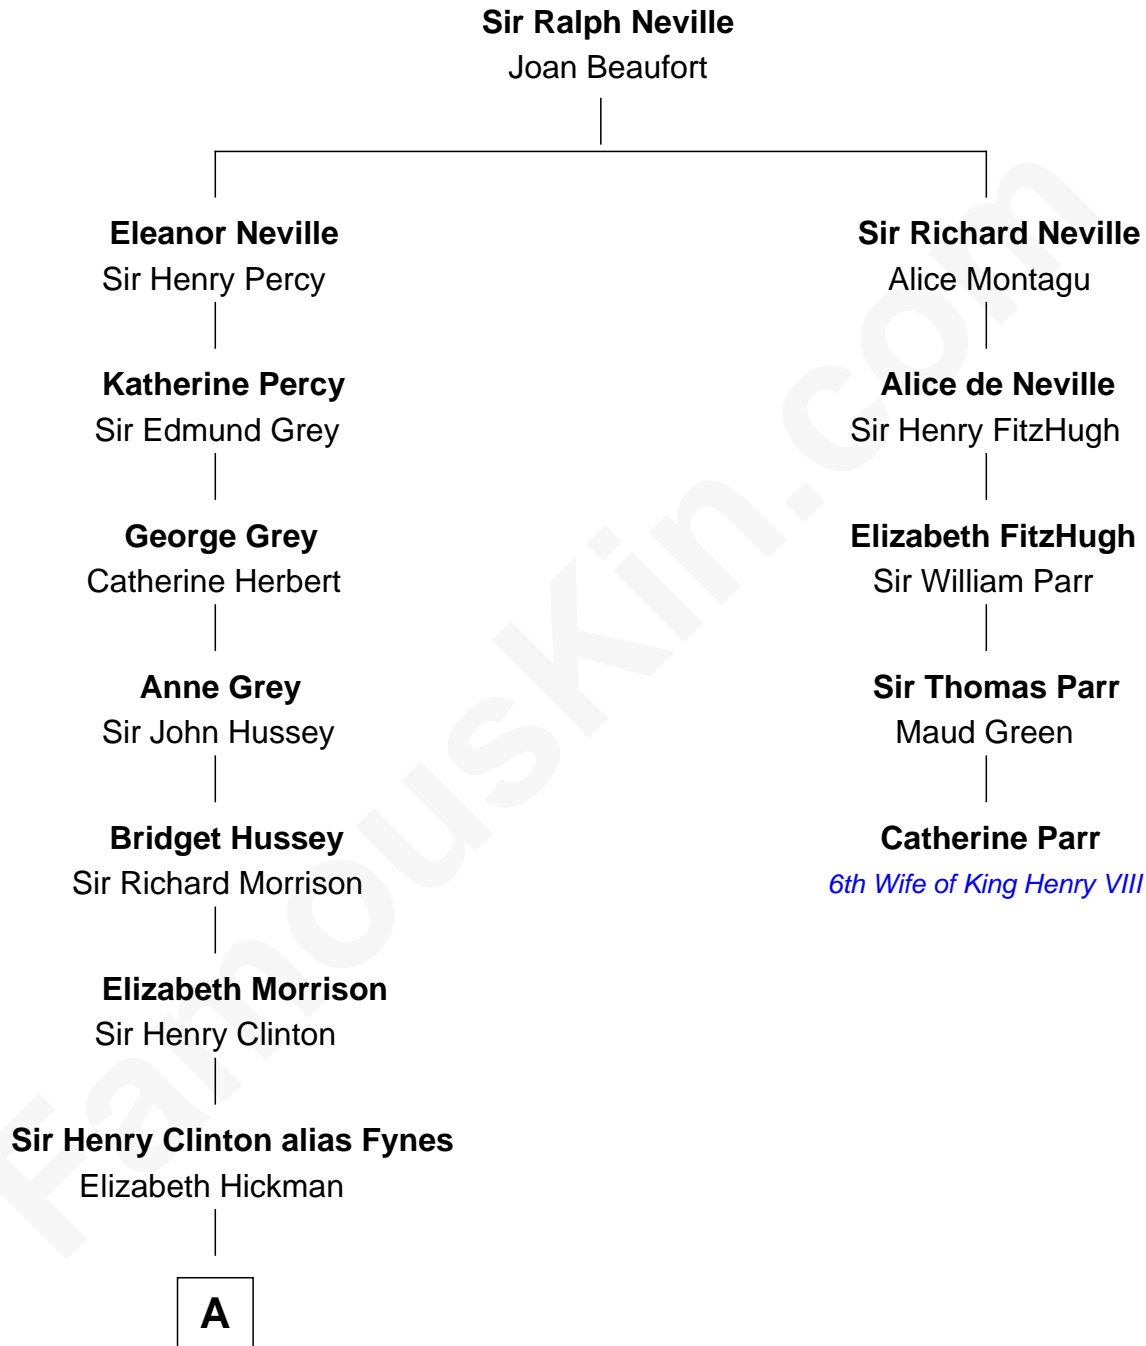 Sir Ralph Neville
Joan Beaufort
Eleanor Neville
Sir Henry Percy
Sir Richard Neville
Alice Montagu
Katherine Percy
Sir Edmund Grey
Alice de Neville
Sir Henry FitzHugh
George Grey
Catherine Herbert
Elizabeth FitzHugh
Sir William Parr
Anne Grey
Sir John Hussey
Sir Thomas Parr
Maud Green
Bridget Hussey
Sir Richard Morrison
Catherine Parr
6th Wife of King Henry VIII
Elizabeth Morrison
Sir Henry Clinton
Sir Henry Clinton alias Fynes
Elizabeth Hickman
A
FamousKin.com